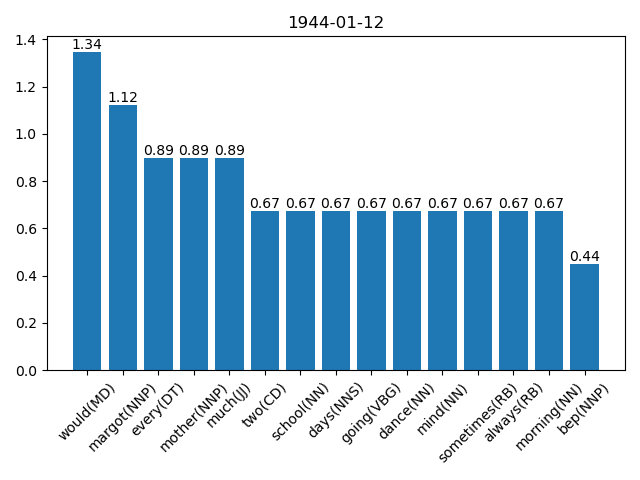 1944-01-12
1.4
1.2
1.0
0.8
0.6
0.4
0.2
0.0
1.34
1.12
0.89
0.89
0.89
0.67
0.67
0.67
0.67
0.67
0.67
0.67
0.67
0.67
0.44
would(MD)
margot(NNP)
every(DT)
mother(NNP)
much(JJ)
two(CD)
school(NN)
days(NNS)
going(VBG)
dance(NN)
mind(NN)
sometimes(RB)
always(RB)
morning(NN)
bep(NNP)